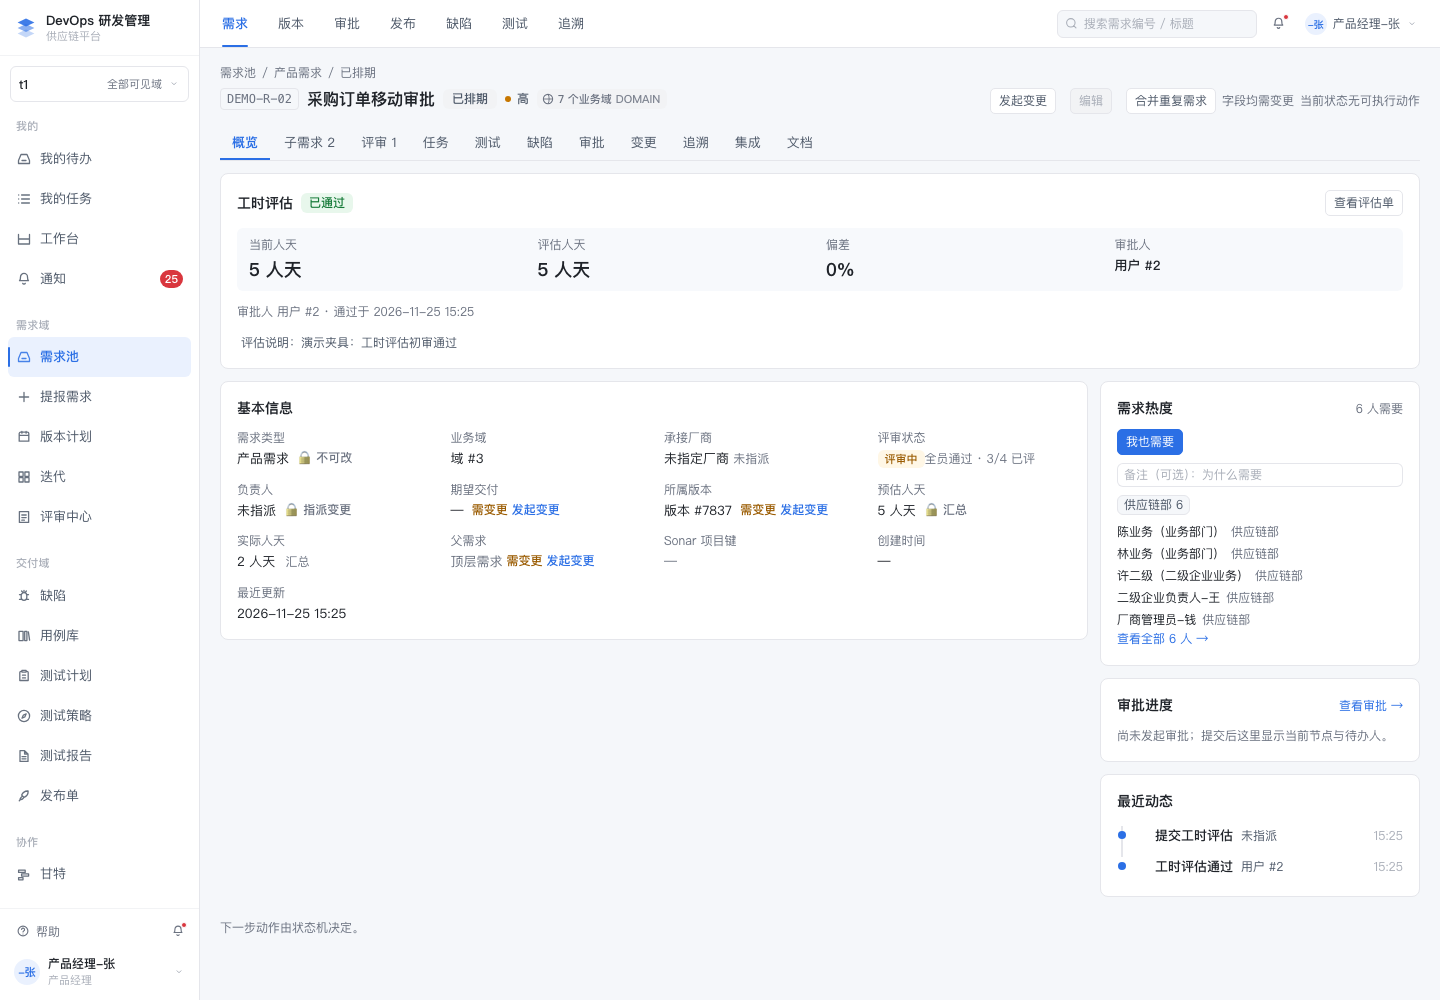 DevOps 研发管理
供应链平台
t1 全部可见域
我的
我的待办
我的任务
工作台
通知 25
需求域
需求池
提报需求
版本计划
迭代
评审中心
交付域
缺陷
用例库
测试计划
测试策略
测试报告
发布单
协作
甘特
帮助
-张 产品经理-张
产品经理
需求 版本 审批 发布 缺陷 测试 追溯
搜索需求编号 / 标题
-张 产品经理-张
需求池 / 产品需求 / 已排期
DEMO-R-02 采购订单移动审批 已排期 高 7 个业务域 DOMAIN
发起变更 编辑 合并重复需求 字段均需变更 当前状态无可执行动作
概览 子需求 2 评审 1 任务 测试 缺陷 审批 变更 追溯 集成 文档
工时评估 已通过 查看评估单
当前人天 评估人天 偏差 审批人
5 人天 5 人天 0% 用户 #2
审批人 用户 #2 · 通过于 2026-11-25 15:25
评估说明：演示夹具：工时评估初审通过
基本信息
需求类型 业务域 承接厂商 评审状态
产品需求 🔒 不可改 域 #3 未指定厂商 未指派 评审中 全员通过 · 3/4 已评
负责人 期望交付 所属版本 预估人天
未指派 🔒 指派变更 — 需变更 发起变更 版本 #7837 需变更 发起变更 5 人天 🔒 汇总
实际人天 父需求 Sonar 项目键 创建时间
2 人天 汇总 顶层需求 需变更 发起变更 — —
最近更新
2026-11-25 15:25
需求热度 6 人需要
我也需要
备注（可选）：为什么需要
供应链部 6
陈业务（业务部门） 供应链部
林业务（业务部门） 供应链部
许二级（二级企业业务） 供应链部
二级企业负责人-王 供应链部
厂商管理员-钱 供应链部
查看全部 6 人 →
审批进度 查看审批 →
尚未发起审批；提交后这里显示当前节点与待办人。
最近动态
提交工时评估 未指派 15:25
工时评估通过 用户 #2 15:25
下一步动作由状态机决定。